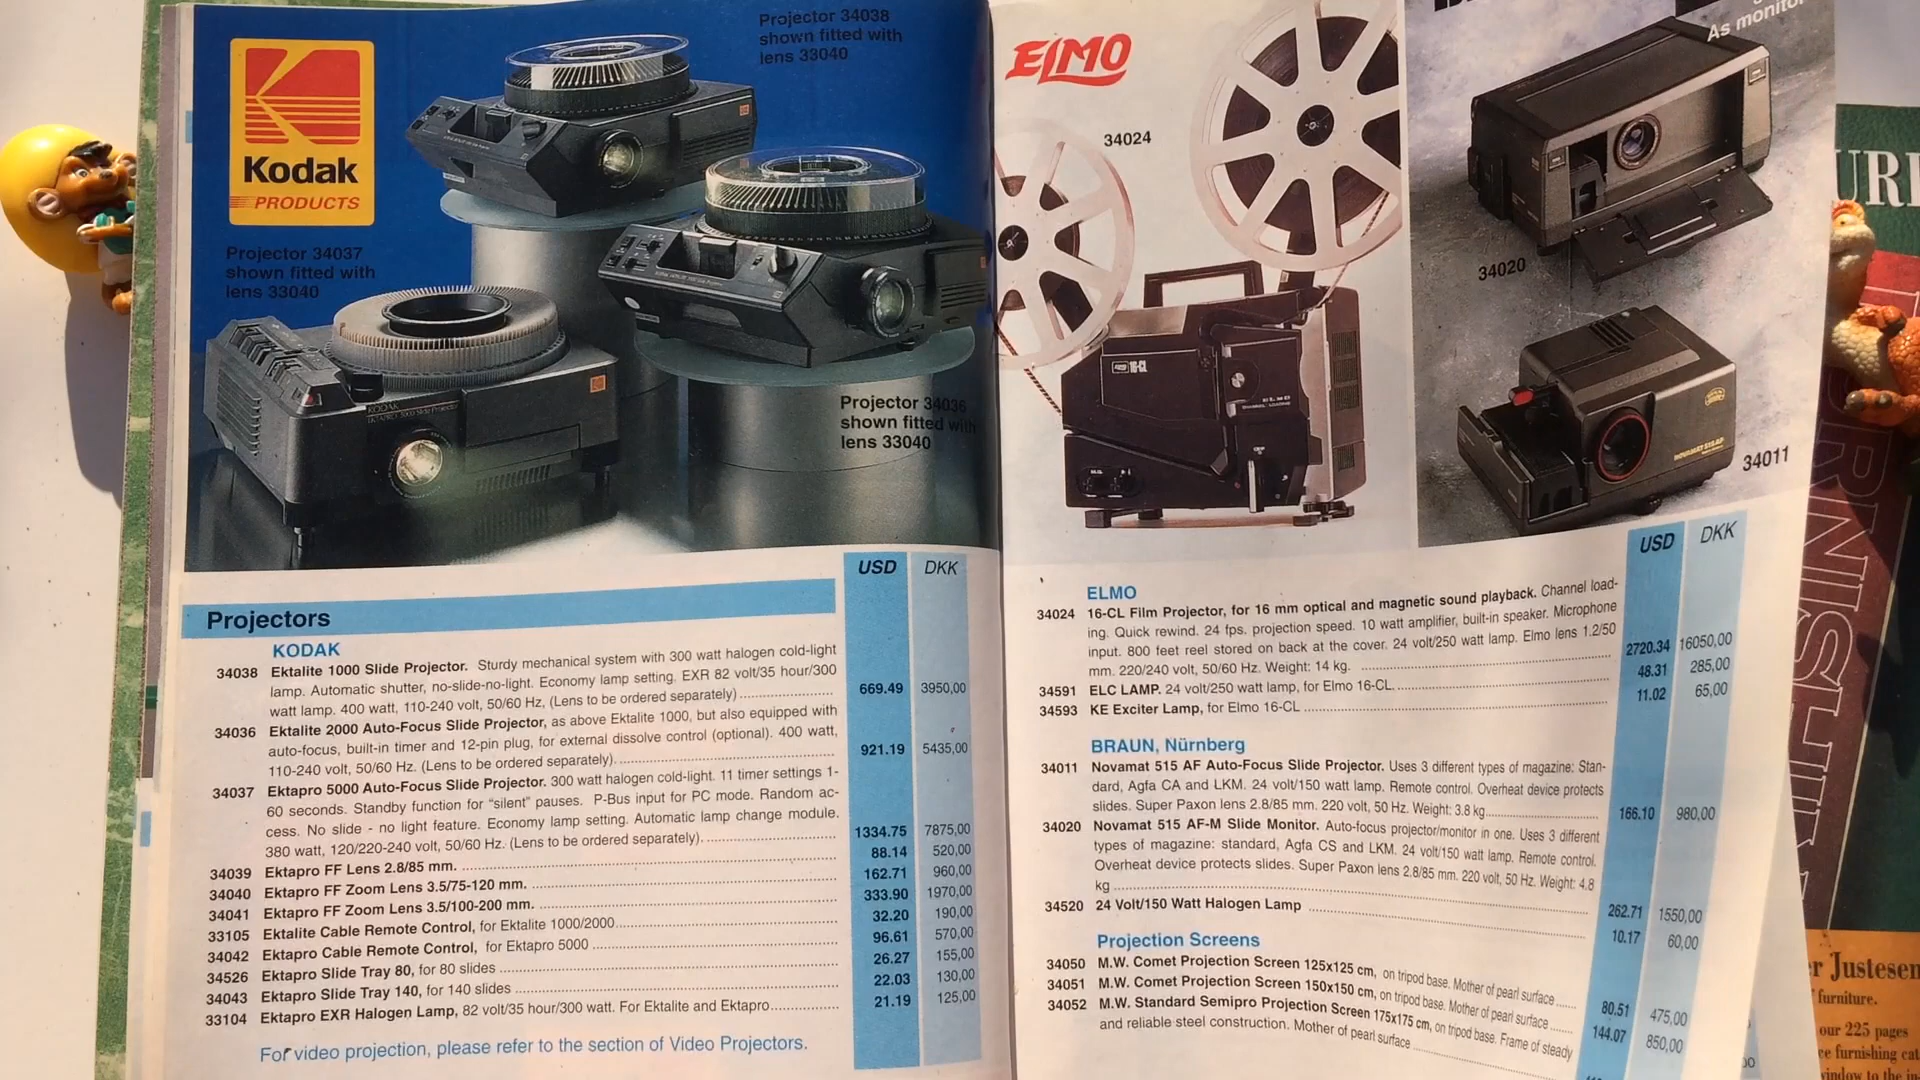 Projector 34038
shown fitted with
lens 33040
Kodak
PRODUCTS
Projector 34037
shown fitted with
lens 33040
KODAK
Projector 34036
shown fitted with
lens 33040
USD DKK
Projectors
KODAK
34038 Ektalite 1000 Slide Projector. Sturdy mechanical system with 300 watt halogen cold-light
lamp. Automatic shutter, no-slide-no-light. Economy lamp setting. EXR 82 volt/35 hour/300
watt lamp. 400 watt, 110-240 volt, 50/60 Hz, (Lens to be ordered separately) 669.49 3950,00
34036 Ektalite 2000 Auto-Focus Slide Projector, as above Ektalite 1000, but also equipped with
auto-focus, built-in timer and 12-pin plug, for external dissolve control (optional). 400 watt,
110-240 volt, 50/60 Hz. (Lens to be ordered separately). 921.19 5435,00
34037 Ektapro 5000 Auto-Focus Slide Projector. 300 watt halogen cold-light. 11 timer settings 1-
60 seconds. Standby function for "silent" pauses. P-Bus input for PC mode. Random ac-
cess. No slide - no light feature. Economy lamp setting. Automatic lamp change module.
380 watt, 120/220-240 volt, 50/60 Hz. (Lens to be ordered separately). 1334.75 7875,00
34039 Ektapro FF Lens 2.8/85 mm. 88.14 520,00
34040 Ektapro FF Zoom Lens 3.5/75-120 mm. 162.71 960,00
34041 Ektapro FF Zoom Lens 3.5/100-200 mm. 333.90 1970,00
33105 Ektalite Cable Remote Control, for Ektalite 1000/2000 32.20 190,00
34042 Ektapro Cable Remote Control, for Ektapro 5000 96.61 570,00
34526 Ektapro Slide Tray 80, for 80 slides 26.27 155,00
34043 Ektapro Slide Tray 140, for 140 slides 22.03 130,00
33104 Ektapro EXR Halogen Lamp, 82 volt/35 hour/300 watt. For Ektalite and Ektapro 21.19 125,00
For video projection, please refer to the section of Video Projectors.
ELMO
34024
16-CL
As monitor
34020
34011
USD DKK
ELMO
34024 16-CL Film Projector, for 16 mm optical and magnetic sound playback. Channel load-
ing. Quick rewind. 24 fps. projection speed. 10 watt amplifier, built-in speaker. Microphone
input. 800 feet reel stored on back at the cover. 24 volt/250 watt lamp. Elmo lens 1.2/50
mm. 220/240 volt, 50/60 Hz. Weight: 14 kg. 2720.34 16050,00
34591 ELC LAMP. 24 volt/250 watt lamp, for Elmo 16-CL. 48.31 285,00
34593 KE Exciter Lamp, for Elmo 16-CL 11.02 65,00
BRAUN, Nürnberg
34011 Novamat 515 AF Auto-Focus Slide Projector. Uses 3 different types of magazine: Stan-
dard, Agfa CA and LKM. 24 volt/150 watt lamp. Remote control. Overheat device protects
slides. Super Paxon lens 2.8/85 mm. 220 volt, 50 Hz. Weight: 3.8 kg 166.10 980,00
34020 Novamat 515 AF-M Slide Monitor. Auto-focus projector/monitor in one. Uses 3 different
types of magazine: standard, Agfa CS and LKM. 24 volt/150 watt lamp. Remote control.
Overheat device protects slides. Super Paxon lens 2.8/85 mm. 220 volt, 50 Hz. Weight: 4.8
kg 262.71 1550,00
34520 24 Volt/150 Watt Halogen Lamp 10.17 60,00
Projection Screens
34050 M.W. Comet Projection Screen 125x125 cm, on tripod base. Mother of pearl surface 80.51 475,00
34051 M.W. Comet Projection Screen 150x150 cm, on tripod base. Mother of pearl surface 144.07 850,00
34052 M.W. Standard Semipro Projection Screen 175x175 cm, on tripod base. Frame of steady
and reliable steel construction. Mother of pearl surface
Justesen
furniture.
our 225 pages
furnishing cat
window to the in